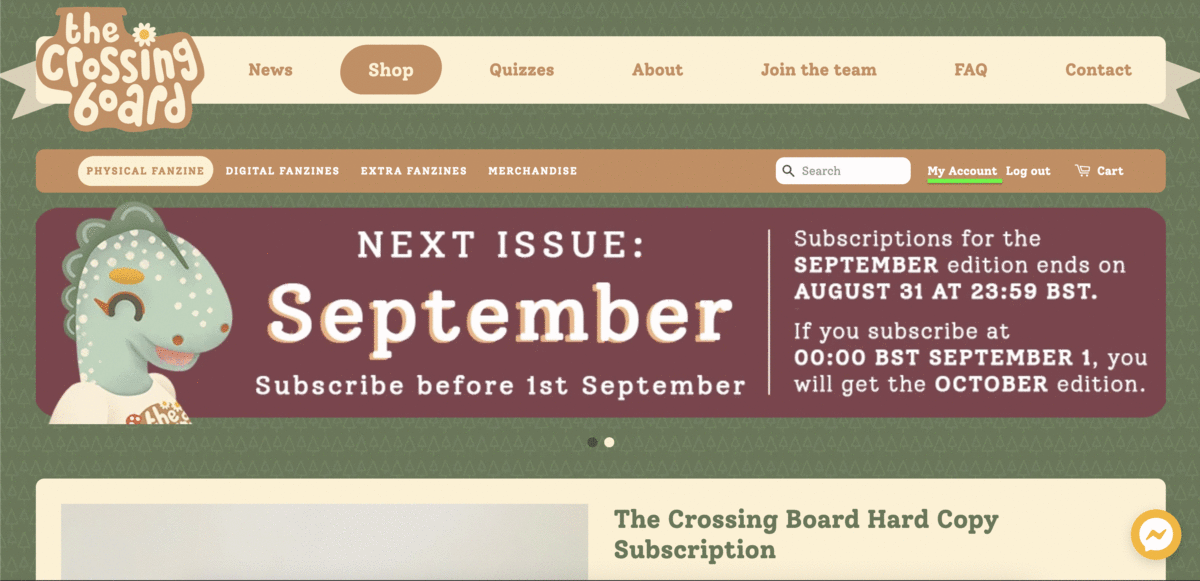 the
Crossing
board
News
Shop
Quizzes
About
Join the team
FAQ
Contact
PHYSICAL FANZINE
DIGITAL FANZINES
EXTRA FANZINES
MERCHANDISE
Search
My Account
Log out
Cart
NEXT ISSUE:
September
Subscribe before 1st September
Subscriptions for the
SEPTEMBER edition ends on
AUGUST 31 AT 23:59 BST.
If you subscribe at
00:00 BST SEPTEMBER 1, you
will get the OCTOBER edition.
the
The Crossing Board Hard Copy
Subscription